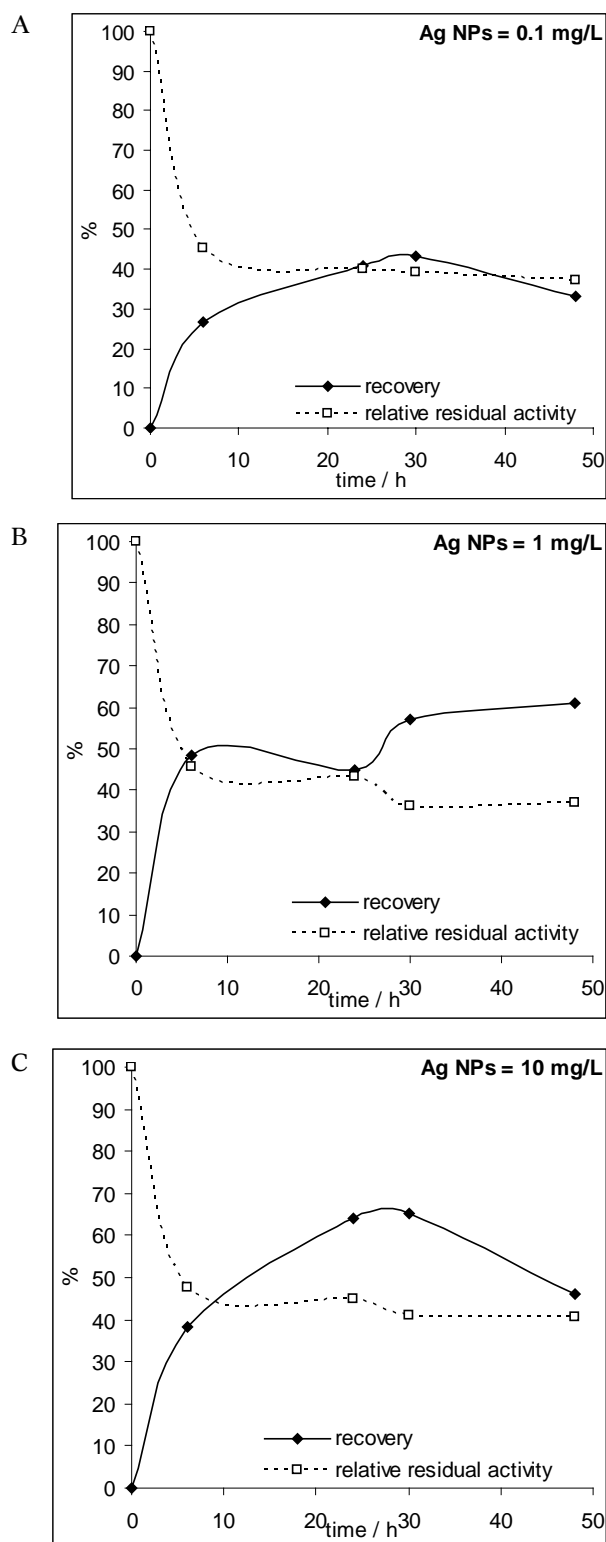 A
Ag NPs = 0.1 mg/L
100
90
80
70
60
50
40
30
20
10
0
%
recovery
relative residual activity
0 10 20 30 40 50
time / h
B
Ag NPs = 1 mg/L
100
90
80
70
60
50
40
30
20
10
0
%
recovery
relative residual activity
0 10 20 30 40 50
time / h
C
Ag NPs = 10 mg/L
100
90
80
70
60
50
40
30
20
10
0
%
recovery
relative residual activity
0 10 20 30 40 50
time / h